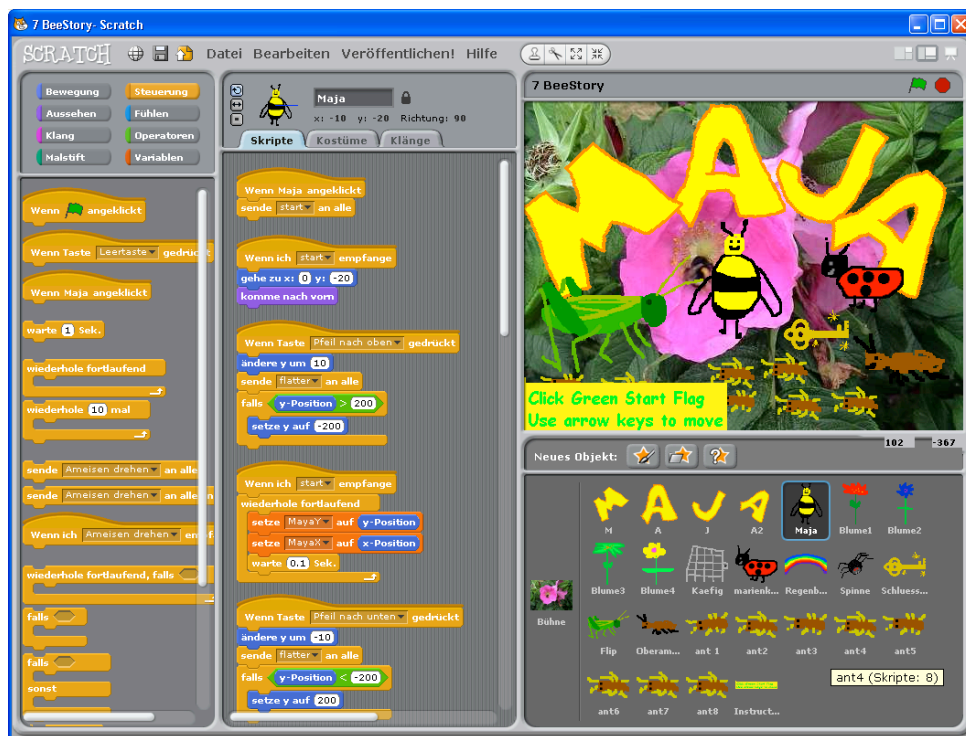 7 BeeStory- Scratch
SCRATCH
Datei Bearbeiten Veröffentlichen! Hilfe
Bewegung Steuerung
Aussehen Fühlen
Klang Operatoren
Malstift Variablen
Wenn angeklickt
Wenn Taste Leertaste gedrückt
Wenn Maja angeklickt
warte 1 Sek.
wiederhole fortlaufend
wiederhole 10 mal
sende Ameisen drehen an alle
sende Ameisen drehen an alle
Wenn ich Ameisen drehen
wiederhole fortlaufend, falls
falls
falls
sonst
Maja
x: -10 y: -20 Richtung: 90
Skripte Kostüme Klänge
Wenn Maja angeklickt
sende start an alle
Wenn ich start empfange
gehe zu x: 0 y: -20
komme nach vorn
Wenn Taste Pfeil nach oben gedrückt
ändere y um 10
sende flatter an alle
falls y-Position > 200
setze y auf -200
Wenn ich start empfange
wiederhole fortlaufend
setze MayaY auf y-Position
setze MayaX auf x-Position
warte 0.1 Sek.
Wenn Taste Pfeil nach unten gedrückt
ändere y um -10
sende flatter an alle
falls y-Position < -200
setze y auf 200
7 BeeStory
MAJA
Click Green Start Flag
Use arrow keys to move
102 -367
Neues Objekt:
Bühne
M A J A2 Maja Blume1 Blume2
Blume3 Blume4 Kaefig marienk... Regenb... Spinne Schluess...
Flip Oberam... ant 1 ant2 ant3 ant4 ant5
ant4 (Skripte: 8)
ant6 ant7 ant8 Instruct...